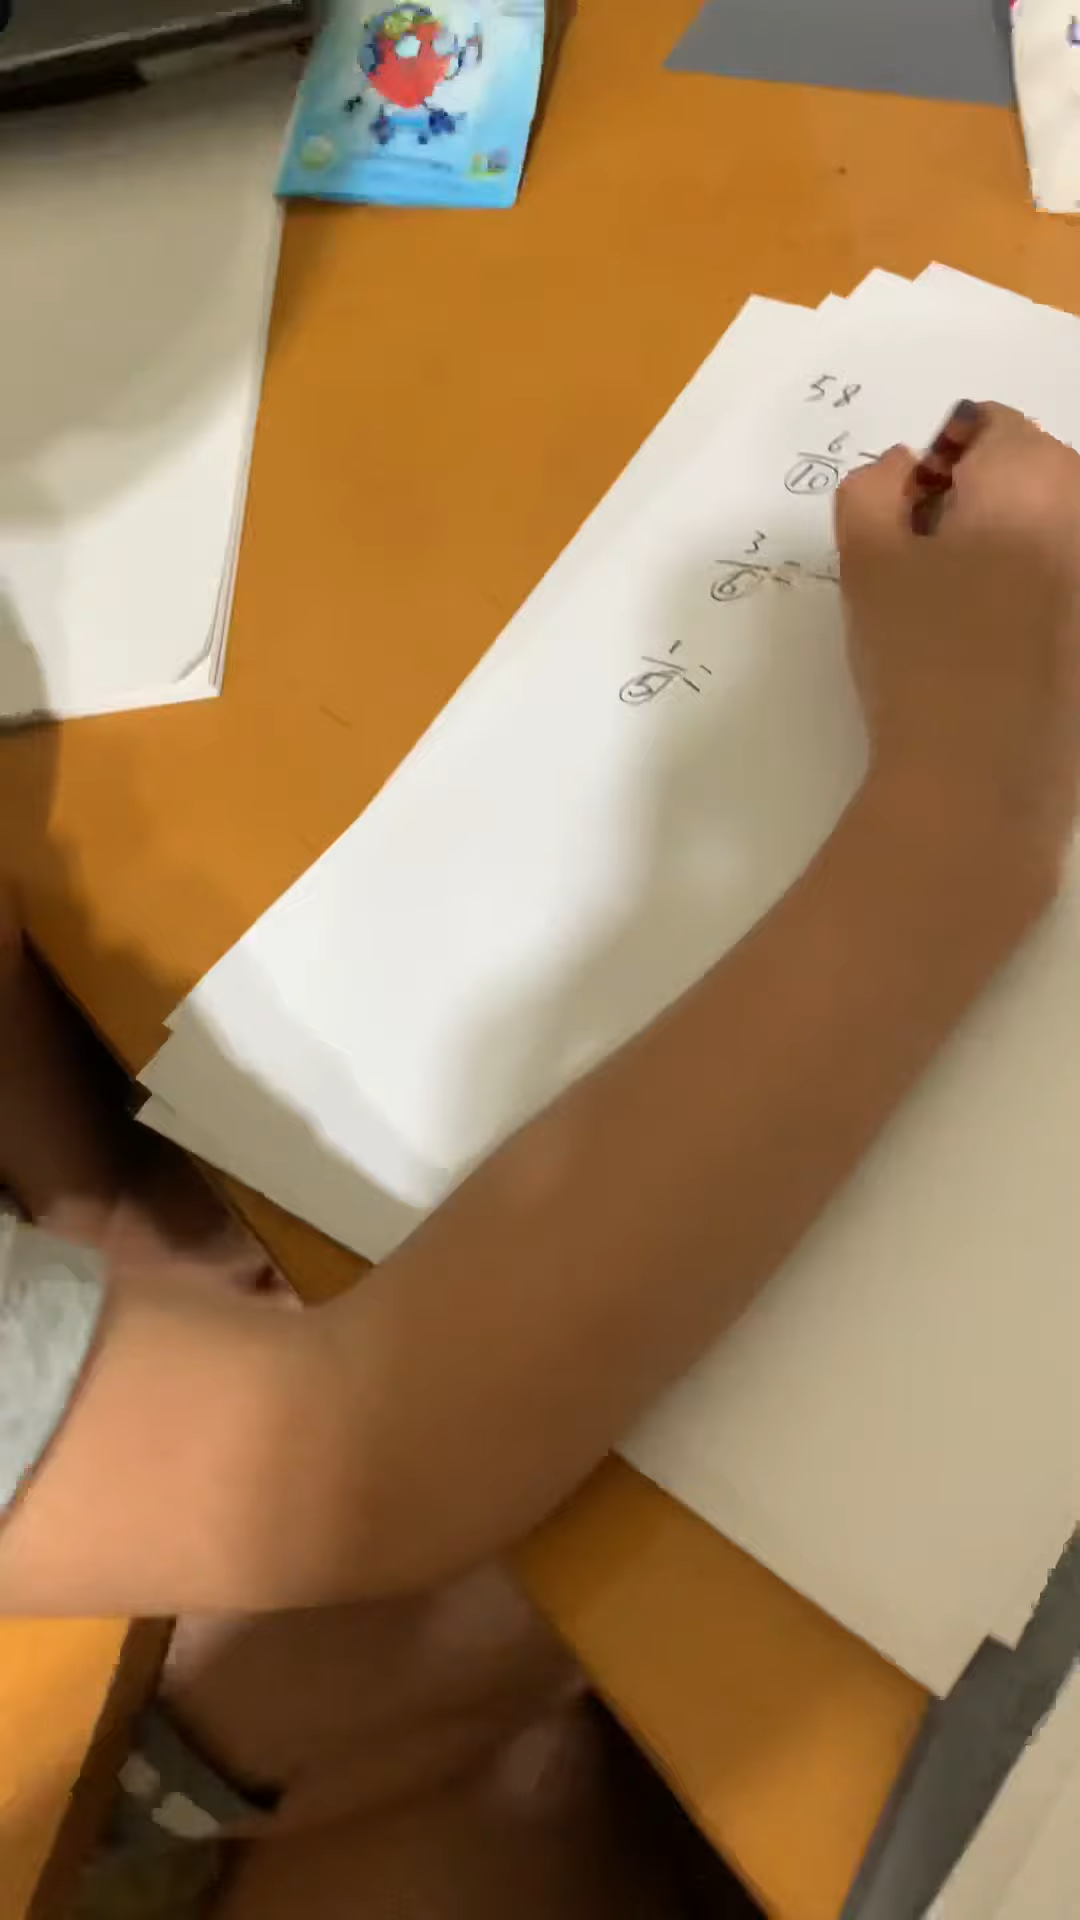 58
6/10 -
3/6 = -
1/5 =